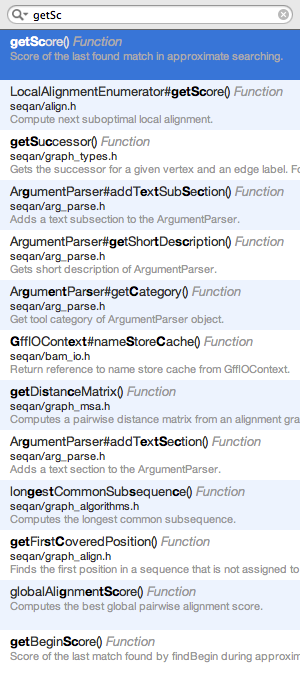 getSc
getScore() Function
Score of the last found match in approximate searching.
LocalAlignmentEnumerator#getScore() Function
seqan/align.h
Compute next suboptimal local alignment.
getSuccessor() Function
seqan/graph_types.h
Gets the successor for a given vertex and an edge label. Fo
ArgumentParser#addTextSubSection() Function
seqan/arg_parse.h
Adds a text subsection to the ArgumentParser.
ArgumentParser#getShortDescription() Function
seqan/arg_parse.h
Gets short description of ArgumentParser.
ArgumentParser#getCategory() Function
seqan/arg_parse.h
Get tool category of ArgumentParser object.
GffIOContext#nameStoreCache() Function
seqan/bam_io.h
Return reference to name store cache from GffIOContext.
getDistanceMatrix() Function
seqan/graph_msa.h
Computes a pairwise distance matrix from an alignment gra
ArgumentParser#addTextSection() Function
seqan/arg_parse.h
Adds a text section to the ArgumentParser.
longestCommonSubsequence() Function
seqan/graph_algorithms.h
Computes the longest common subsequence.
getFirstCoveredPosition() Function
seqan/graph_align.h
Finds the first position in a sequence that is not assigned to
globalAlignmentScore() Function
Computes the best global pairwise alignment score.
getBeginScore() Function
Score of the last match found by findBegin during approxim